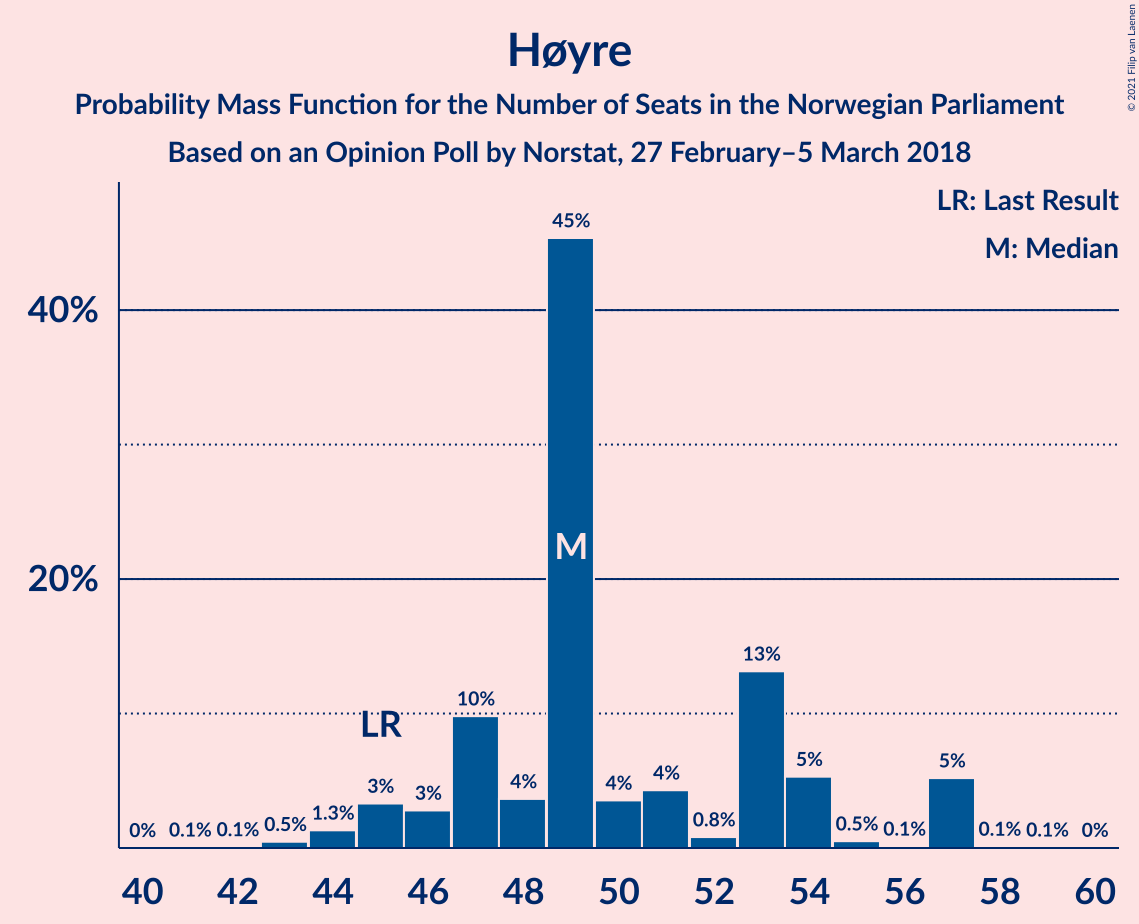 Høyre
Probability Mass Function for the Number of Seats in the Norwegian Parliament
Based on an Opinion Poll by Norstat, 27 February–5 March 2018
© 2021 Filip van Laenen
LR: Last Result
M: Median
40%
20%
0% 0.1% 0.1% 0.5% 1.3% 3% 3% 10% 4% 45% 4% 4% 0.8% 13% 5% 0.5% 0.1% 5% 0.1% 0.1% 0%
LR
M
40 42 44 46 48 50 52 54 56 58 60